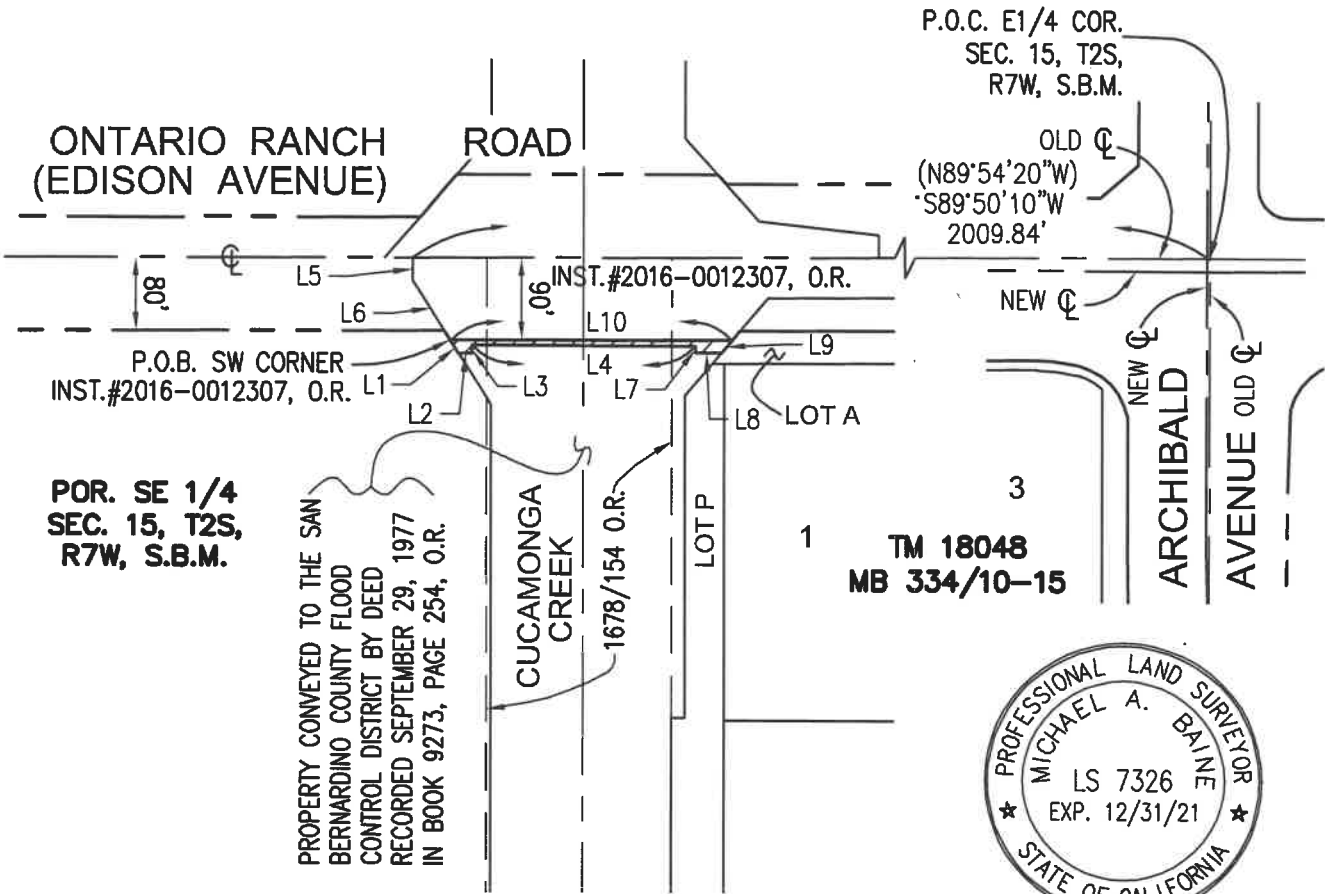 P.O.C. E1/4 COR.
SEC. 15, T2S,
R7W, S.B.M.
ONTARIO RANCH ROAD
(EDISON AVENUE)
OLD ℄
(N89°54'20"W)
S89°50'10"W
2009.84'
℄
L5
80'
90'
INST.#2016-0012307, O.R.
NEW ℄
L6
L10
L9
P.O.B. SW CORNER
INST.#2016-0012307, O.R.
L1
L2
L3
L4
L7
L8
LOT A
NEW ℄
OLD ℄
ARCHIBALD
AVENUE
POR. SE 1/4
SEC. 15, T2S,
R7W, S.B.M.
PROPERTY CONVEYED TO THE SAN
BERNARDINO COUNTY FLOOD
CONTROL DISTRICT BY DEED
RECORDED SEPTEMBER 29, 1977
IN BOOK 9273, PAGE 254, O.R.
CUCAMONGA
CREEK
1678/154 O.R.
LOT P
1
3
TM 18048
MB 334/10-15
PROFESSIONAL LAND SURVEYOR
MICHAEL A. BAINE
LS 7326
EXP. 12/31/21
STATE OF CALIFORNIA